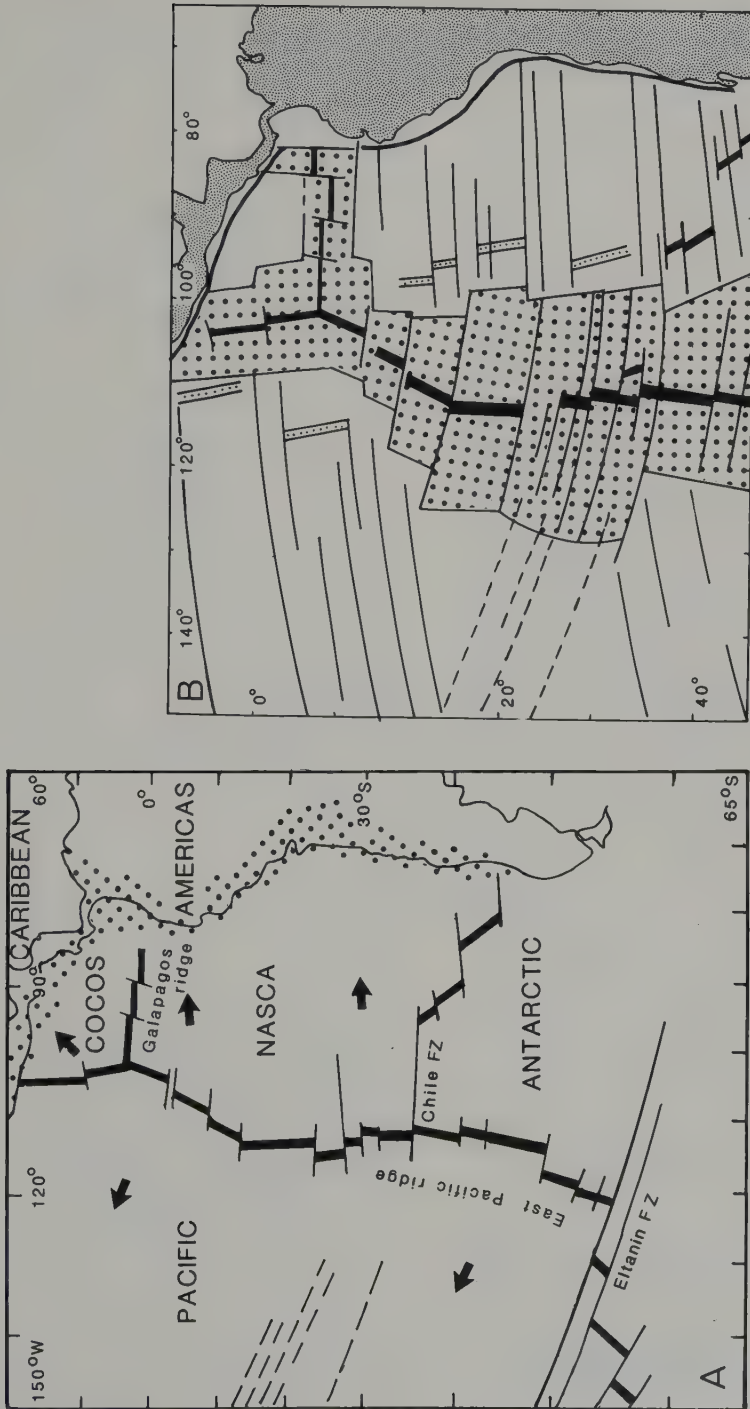 B
80°
100°
120°
140°
0°
20°
40°
A
CARIBBEAN
60°
90°
120°
150°W
0°
30°S
65°S
COCOS
AMERICAS
Galapagos
ridge
NASCA
PACIFIC
Chile FZ
ANTARCTIC
East Pacific ridge
Eltanin FZ